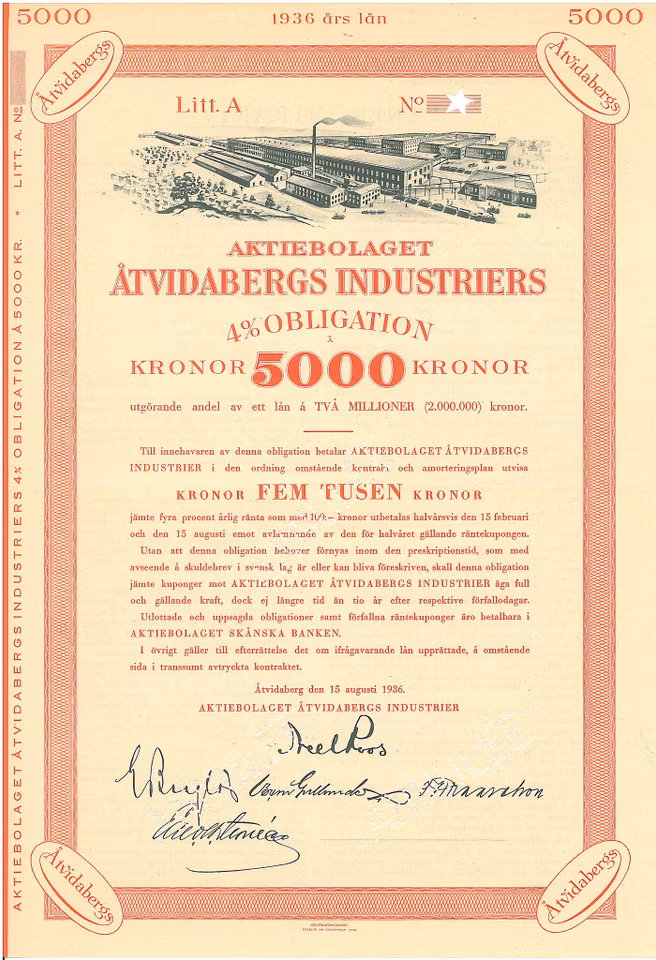 5000 1936 års lån 5000
Åtvidabergs Åtvidabergs
Litt. A Nº
AKTIEBOLAGET
ÅTVIDABERGS INDUSTRIERS
4% OBLIGATION
À
KRONOR 5000 KRONOR
utgörande andel av ett lån å TVÅ MILLIONER (2.000.000) kronor.
Till innehavaren av denna obligation betalar AKTIEBOLAGET ÅTVIDABERGS
INDUSTRIER i den ordning omstående kontrakt och amorteringsplan utvisa
KRONOR FEM TUSEN KRONOR
jämte fyra procent årlig ränta som med 100:– kronor utbetalas halvårsvis den 15 februari
och den 15 augusti emot avlämnande av den för halvåret gällande räntekupongen.
Utan att denna obligation behöver förnyas inom den preskriptionstid, som med
avseende å skuldebrev i svensk lag är eller kan bliva föreskriven, skall denna obligation
jämte kuponger mot AKTIEBOLAGET ÅTVIDABERGS INDUSTRIER äga full
och gällande kraft, dock ej längre tid än tio år efter respektive förfallodagar.
Utlottade och uppsagda obligationer samt förfallna räntekuponger äro betalbara i
AKTIEBOLAGET SKÅNSKA BANKEN.
I övrigt gäller till efterrättelse det om ifrågavarande lån upprättade, å omstående
sida i transsumt avtryckta kontraktet.
Åtvidaberg den 15 augusti 1936.
AKTIEBOLAGET ÅTVIDABERGS INDUSTRIER
Axel Roos
Åtvidabergs Åtvidabergs
AKTIEBOLAGET ÅTVIDABERGS INDUSTRIERS 4% OBLIGATION À 5000 KR. * LITT. A. Nº